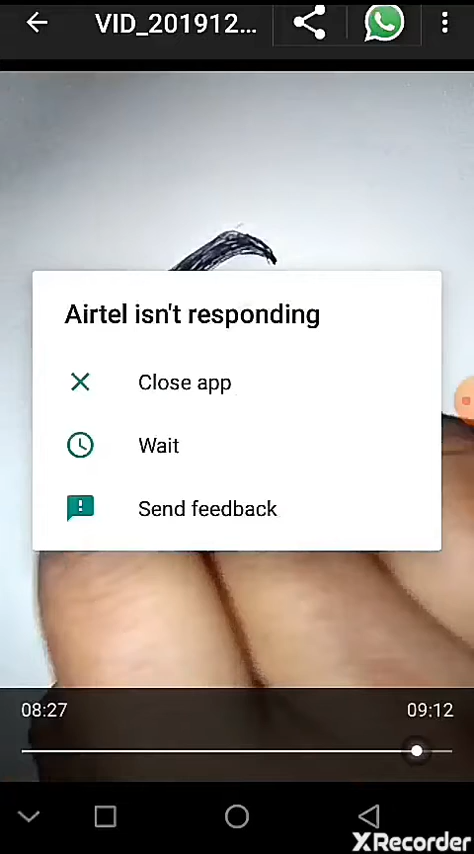 VID_201912...
Airtel isn't responding
Close app
Wait
Send feedback
08:27
09:12
XRecorder